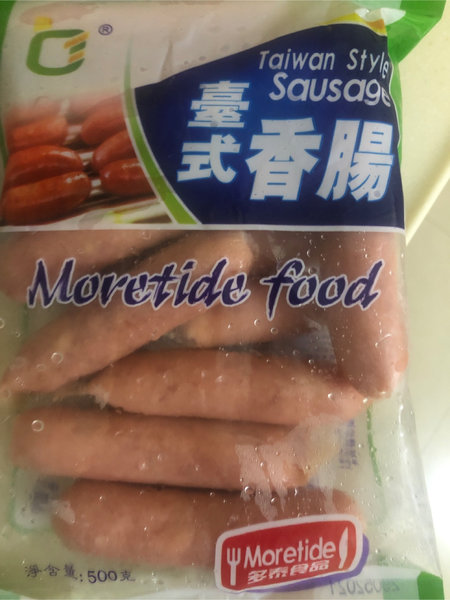 ®
Taiwan Style
Sausage
臺式香腸
Moretide food
Moretide
多泰食品
淨含量:500克